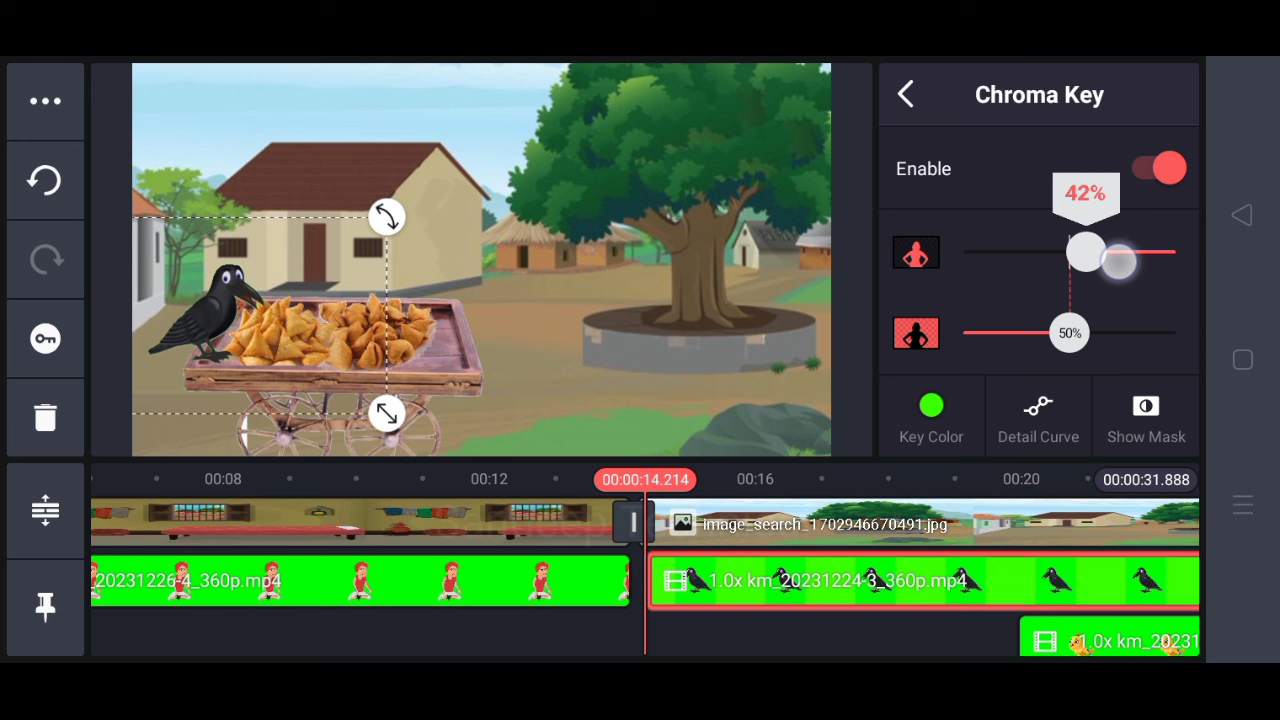 Chroma Key
Enable
42%
50%
Key Color
Detail Curve
Show Mask
00:08
00:12
00:00:14.214
00:16
00:20
00:00:31.888
image_search_1702946670491.jpg
20231226-4_360p.mp4
1.0x km_20231224-3_360p.mp4
1.0x km_20231